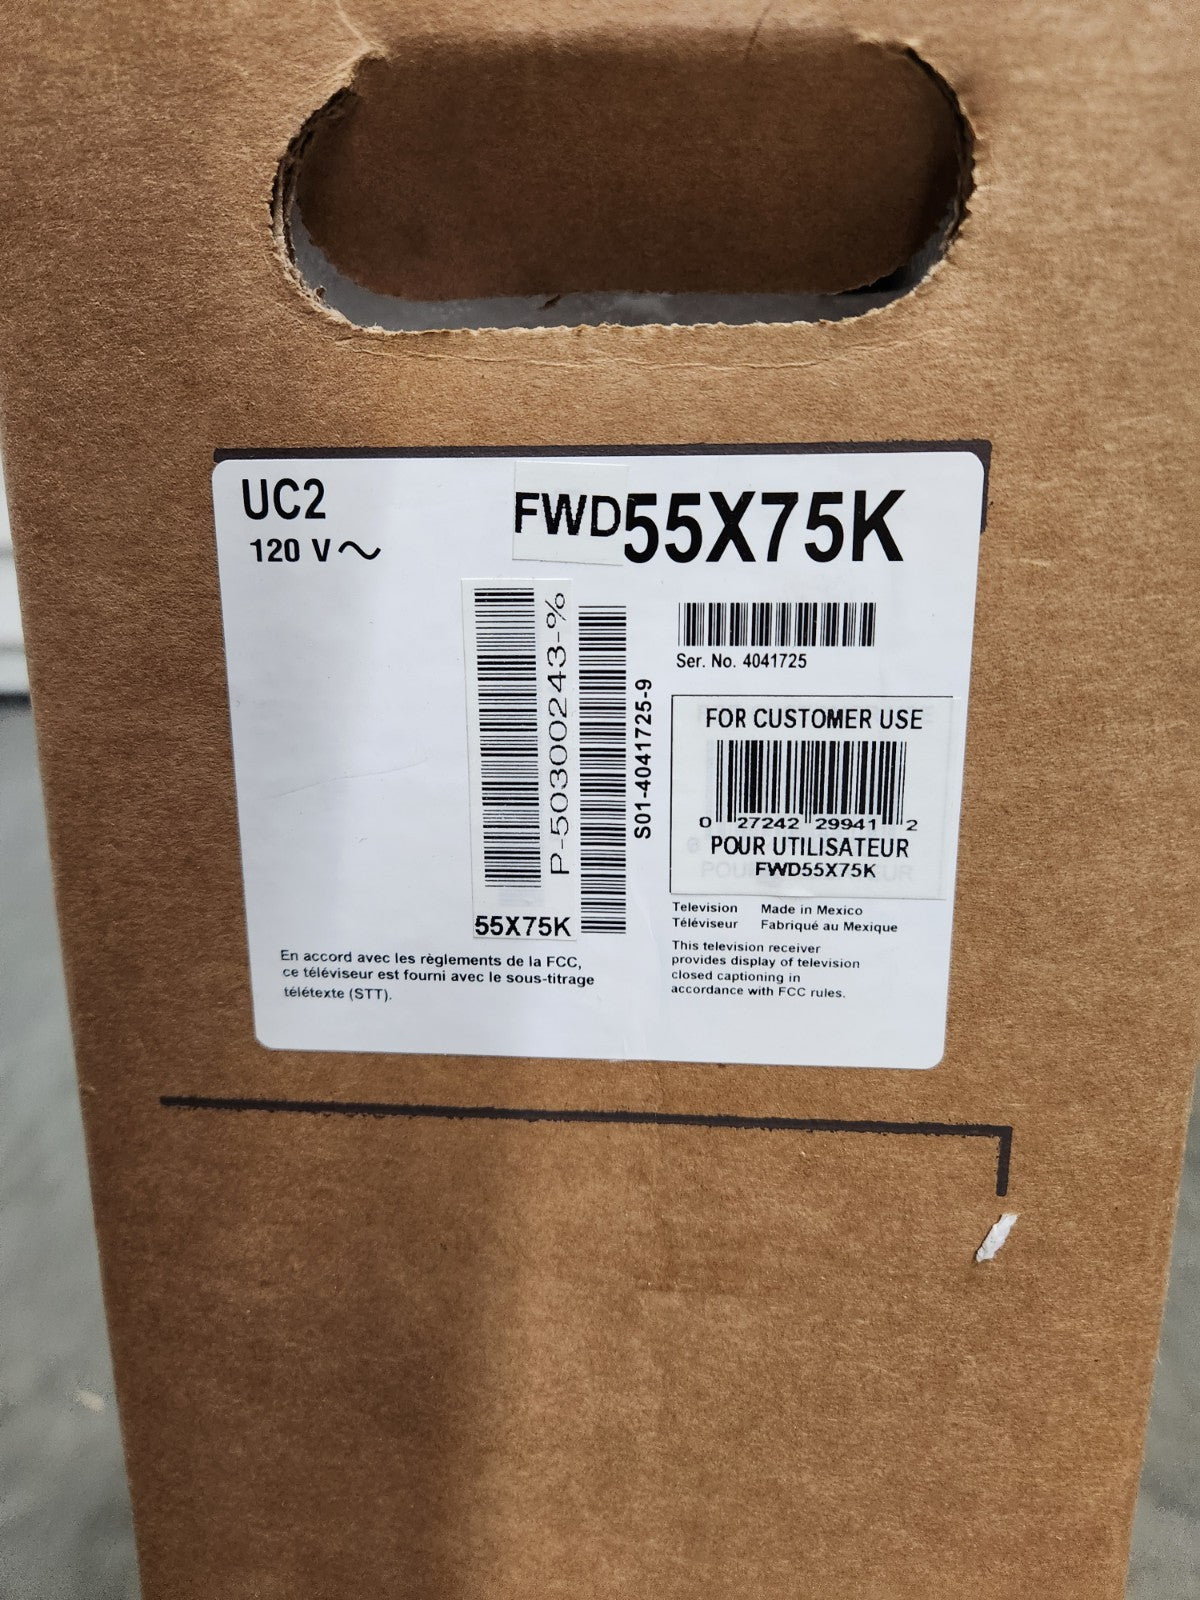 UC2
120 V~
FWD55X75K
Ser. No. 4041725
P-50300243-%
S01-4041725-9
55X75K
FOR CUSTOMER USE
0 27242 29941 2
POUR UTILISATEUR
FWD55X75K
Television Made in Mexico
Téléviseur Fabriqué au Mexique
This television receiver
provides display of television
closed captioning in
accordance with FCC rules.
En accord avec les règlements de la FCC,
ce téléviseur est fourni avec le sous-titrage
télétexte (STT).